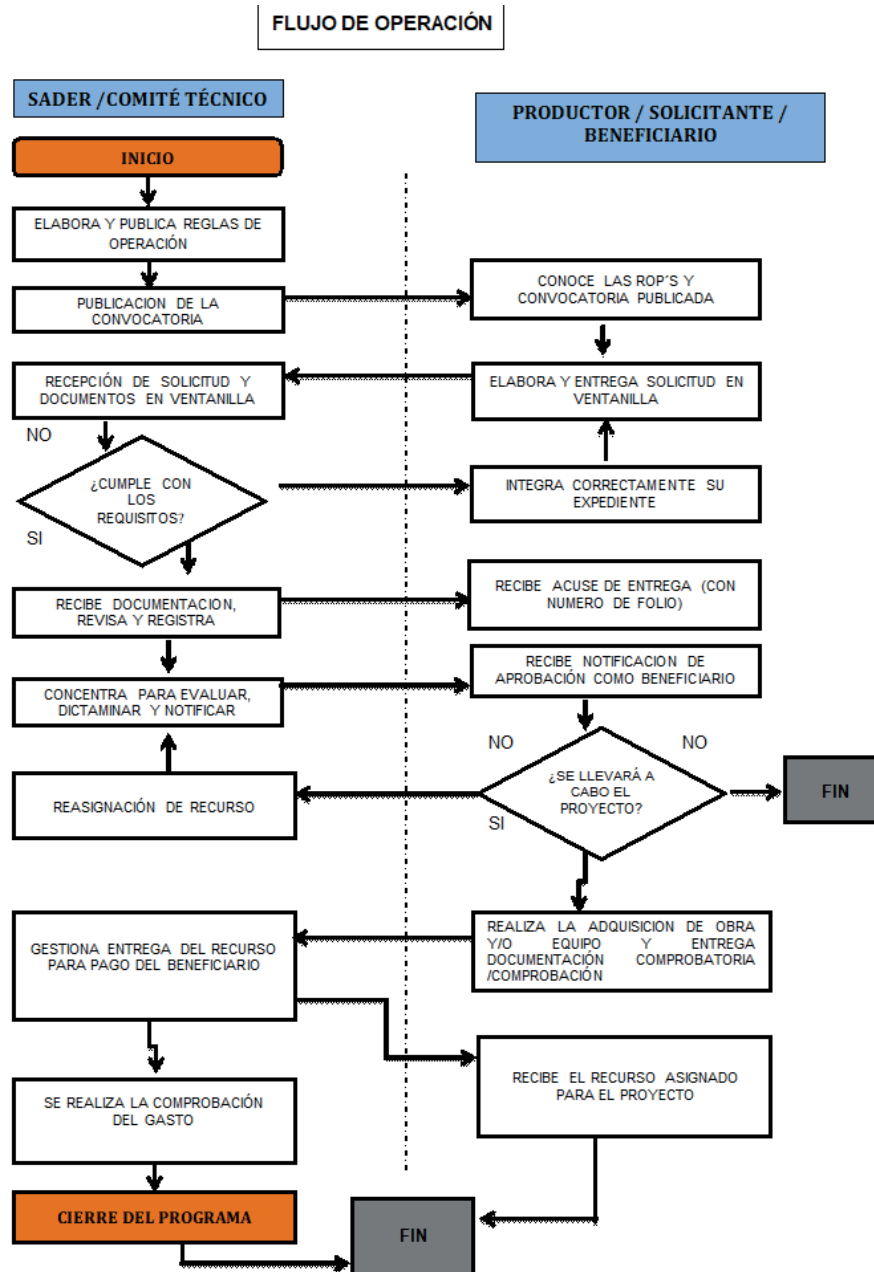 FLUJO DE OPERACIÓN
SADER /COMITÉ TÉCNICO
PRODUCTOR / SOLICITANTE /
BENEFICIARIO
INICIO
ELABORA Y PUBLICA REGLAS DE
OPERACIÓN
PUBLICACION DE LA
CONVOCATORIA
CONOCE LAS ROP´S Y
CONVOCATORIA PUBLICADA
RECEPCIÓN DE SOLICITUD Y
DOCUMENTOS EN VENTANILLA
ELABORA Y ENTREGA SOLICITUD EN
VENTANILLA
NO
¿CUMPLE CON
LOS
REQUISITOS?
SI
INTEGRA CORRECTAMENTE SU
EXPEDIENTE
RECIBE DOCUMENTACION,
REVISA Y REGISTRA
RECIBE ACUSE DE ENTREGA (CON
NUMERO DE FOLIO)
CONCENTRA PARA EVALUAR,
DICTAMINAR Y NOTIFICAR
RECIBE NOTIFICACION DE
APROBACIÓN COMO BENEFICIARIO
NO
NO
¿SE LLEVARÁ A
CABO EL
PROYECTO?
SI
FIN
REASIGNACIÓN DE RECURSO
GESTIONA ENTREGA DEL RECURSO
PARA PAGO DEL BENEFICIARIO
REALIZA LA ADQUISICION DE OBRA
Y/O EQUIPO Y ENTREGA
DOCUMENTACIÓN COMPROBATORIA
/COMPROBACIÓN
SE REALIZA LA COMPROBACIÓN
DEL GASTO
RECIBE EL RECURSO ASIGNADO
PARA EL PROYECTO
CIERRE DEL PROGRAMA
FIN